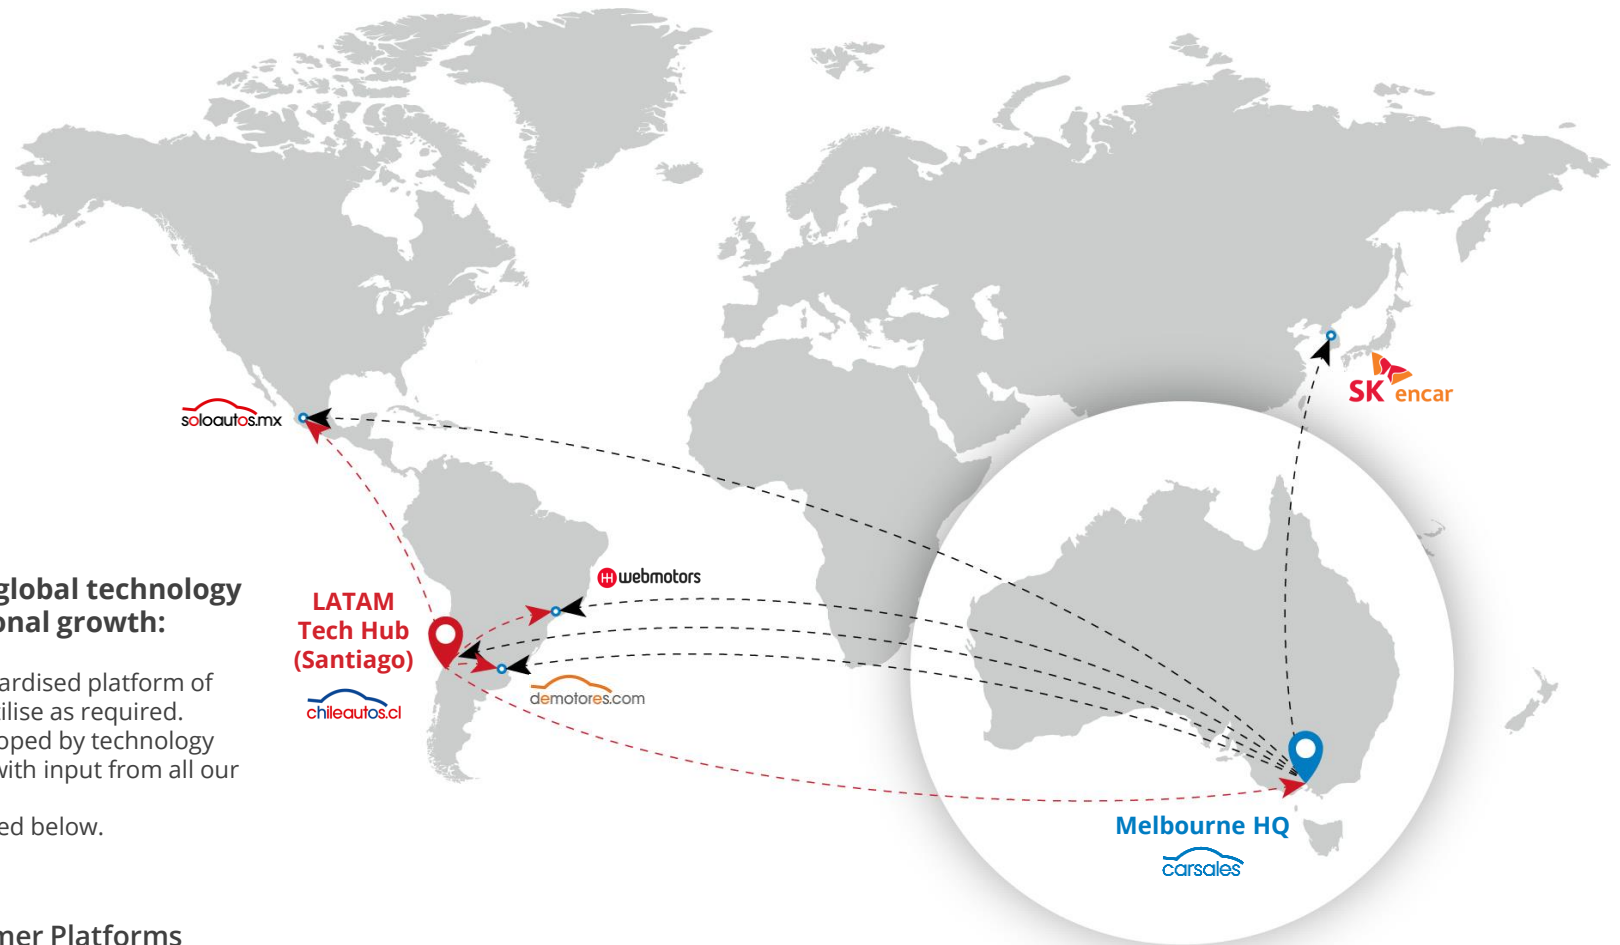 soloautos.mx
SK encar
webmotors
LATAM
Tech Hub
(Santiago)
chileautos.cl
demotores.com
Melbourne HQ
carsales
global technology
onal growth:
ardised platform of
tilise as required.
oped by technology
with input from all our
ed below.
mer Platforms